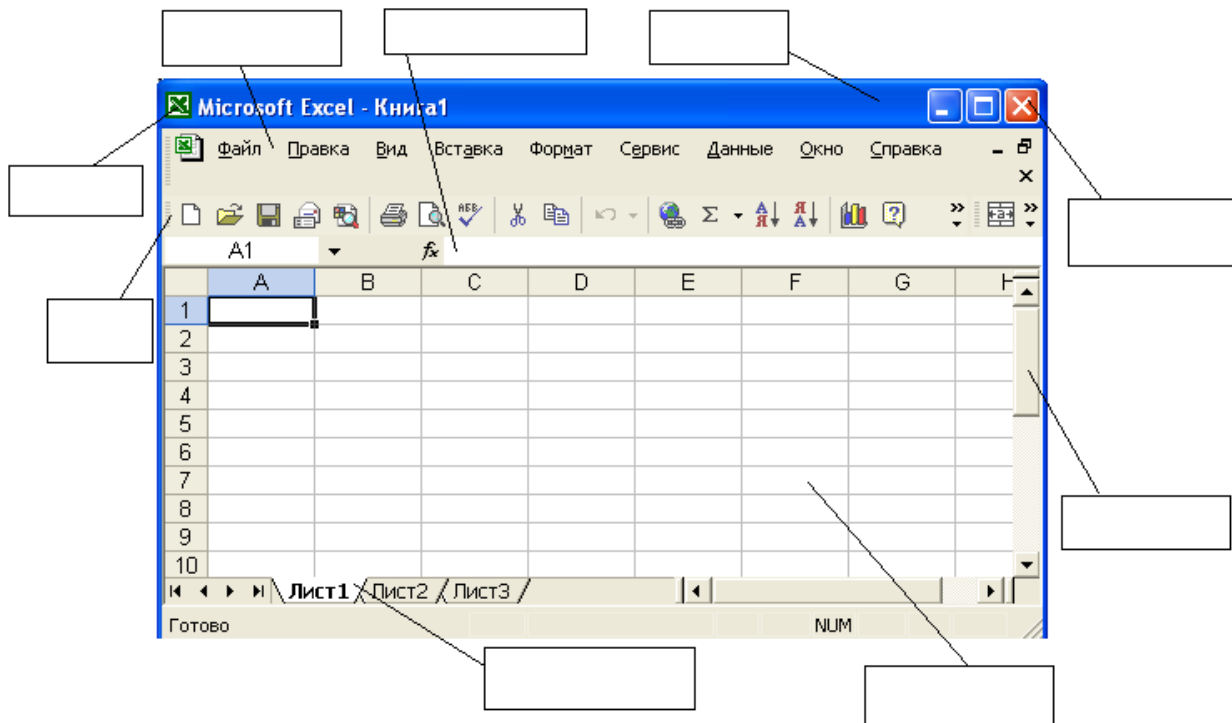 Microsoft Excel - Книга1
Файл Правка Вид Вставка Формат Сервис Данные Окно Справка
АБВ Σ А Я Я А ?
A1 fx
A B C D E F G H
1
2
3
4
5
6
7
8
9
10
Лист1 Лист2 Лист3
Готово NUM